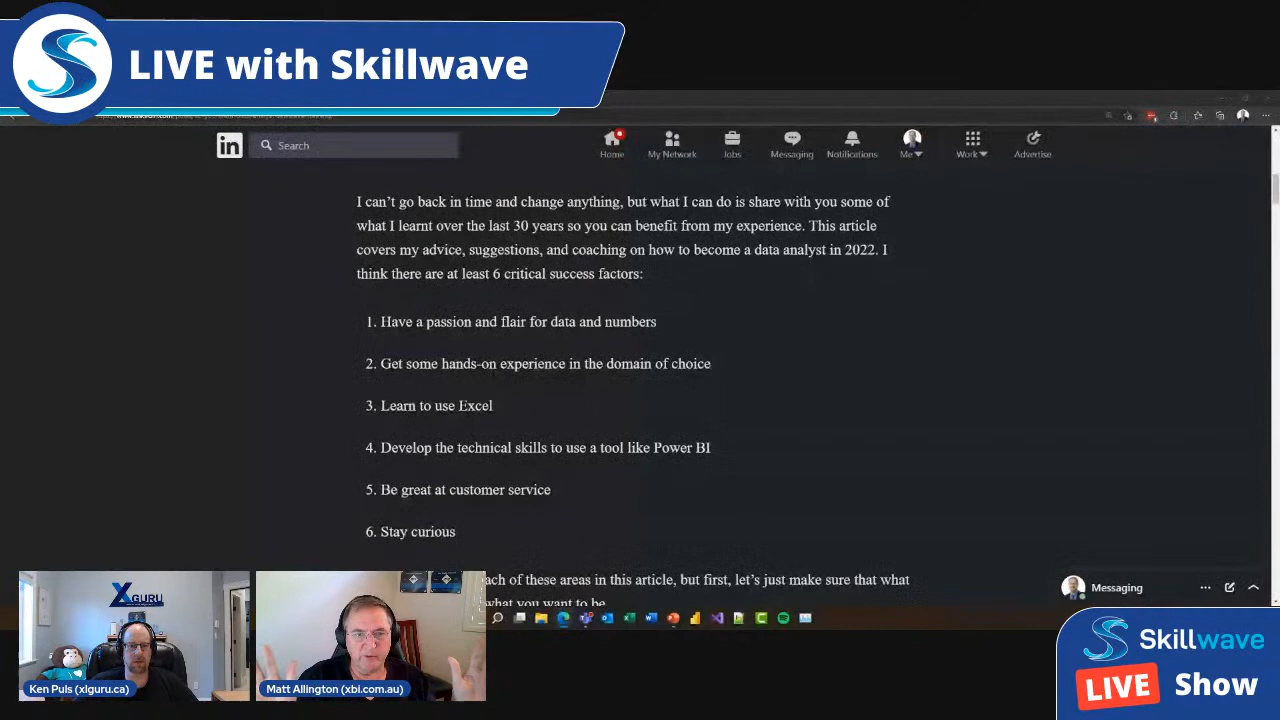 LIVE with Skillwave
in
Search
Home
My Network
Jobs
Messaging
Notifications
Me
Work
Advertise
I can’t go back in time and change anything, but what I can do is share with you some of
what I learnt over the last 30 years so you can benefit from my experience. This article
covers my advice, suggestions, and coaching on how to become a data analyst in 2022. I
think there are at least 6 critical success factors:
1. Have a passion and flair for data and numbers
2. Get some hands-on experience in the domain of choice
3. Learn to use Excel
4. Develop the technical skills to use a tool like Power BI
5. Be great at customer service
6. Stay curious
ach of these areas in this article, but first, let’s just make sure that what
what you want to be
Messaging
XLGURU
Ken Puls (xlguru.ca)
Matt Allington (xbi.com.au)
Skillwave
LIVE Show